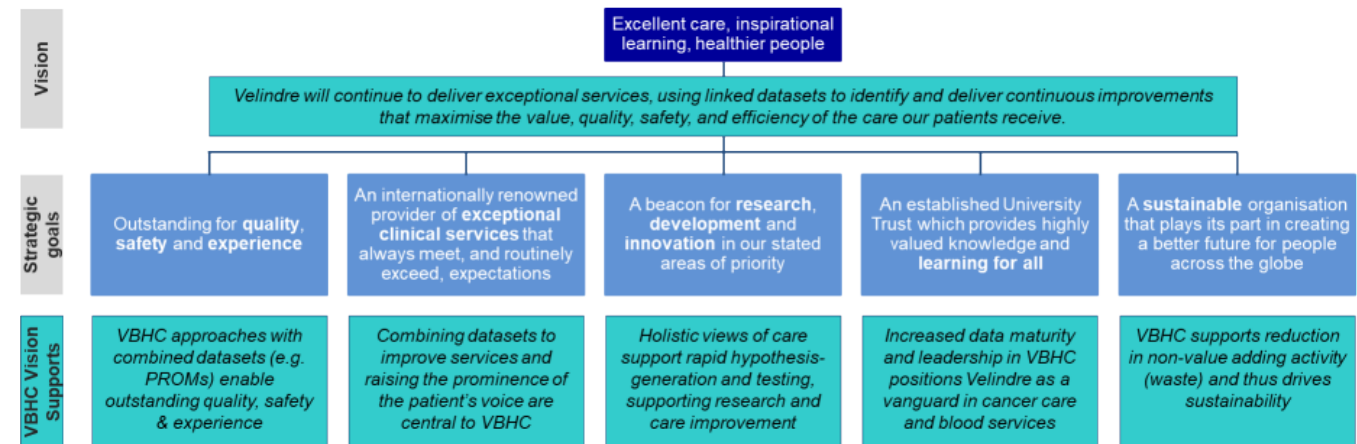 Vision
Excellent care, inspirational
learning, healthier people
Velindre will continue to deliver exceptional services, using linked datasets to identify and deliver continuous improvements
that maximise the value, quality, safety, and efficiency of the care our patients receive.
Strategic
goals
Outstanding for quality,
safety and experience
An internationally renowned
provider of exceptional
clinical services that
always meet, and routinely
exceed, expectations
A beacon for research,
development and
innovation in our stated
areas of priority
An established University
Trust which provides highly
valued knowledge and
learning for all
A sustainable organisation
that plays its part in creating
a better future for people
across the globe
VBHC Vision
Supports
VBHC approaches with
combined datasets (e.g.
PROMs) enable
outstanding quality, safety
& experience
Combining datasets to
improve services and
raising the prominence of
the patient's voice are
central to VBHC
Holistic views of care
support rapid hypothesis-
generation and testing,
supporting research and
care improvement
Increased data maturity
and leadership in VBHC
positions Velindre as a
vanguard in cancer care
and blood services
VBHC supports reduction
in non-value adding activity
(waste) and thus drives
sustainability